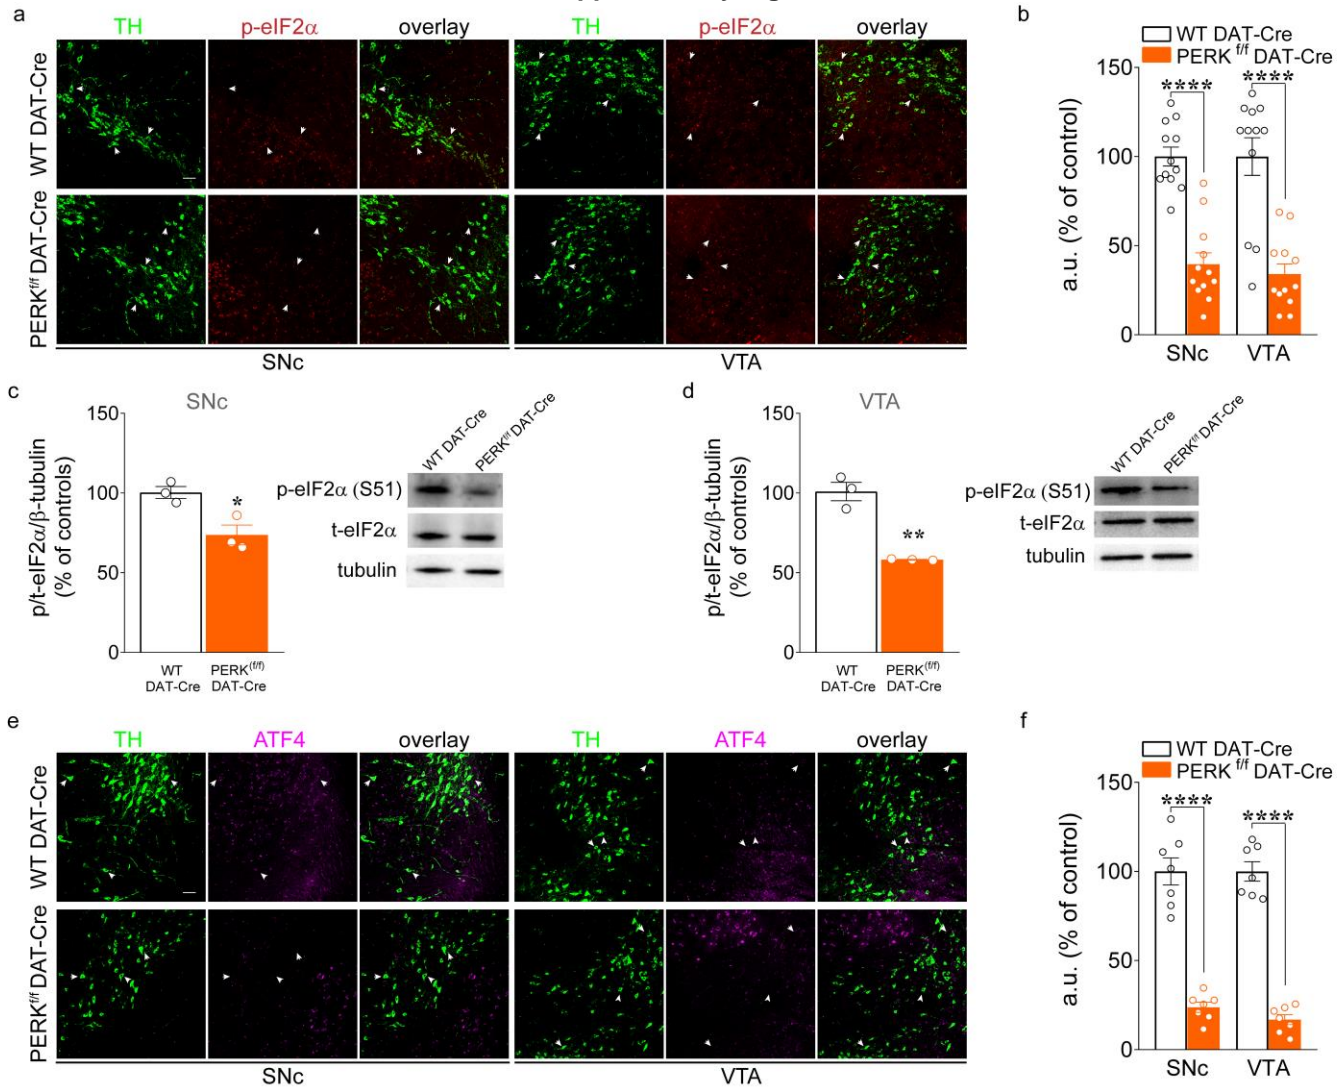 a
TH p-eIF2α overlay TH p-eIF2α overlay
WT DAT-Cre
PERK^f/f DAT-Cre
SNc VTA
b
WT DAT-Cre
PERK f/f DAT-Cre
a.u. (% of control)
150
100
50
0
**** ****
SNc VTA
c
SNc
p/t-eIF2α/β-tubulin
(% of controls)
150
100
50
0
*
WT
DAT-Cre
PERK(f/f)
DAT-Cre
WT DAT-Cre
PERK^f/f DAT-Cre
p-eIF2α (S51)
t-eIF2α
tubulin
d
VTA
p/t-eIF2α/β-tubulin
(% of controls)
150
100
50
0
**
WT
DAT-Cre
PERK(f/f)
DAT-Cre
WT DAT-Cre
PERK^f/f DAT-Cre
p-eIF2α (S51)
t-eIF2α
tubulin
e
TH ATF4 overlay TH ATF4 overlay
WT DAT-Cre
PERK^f/f DAT-Cre
SNc VTA
f
WT DAT-Cre
PERK f/f DAT-Cre
a.u. (% of control)
150
100
50
0
**** ****
SNc VTA